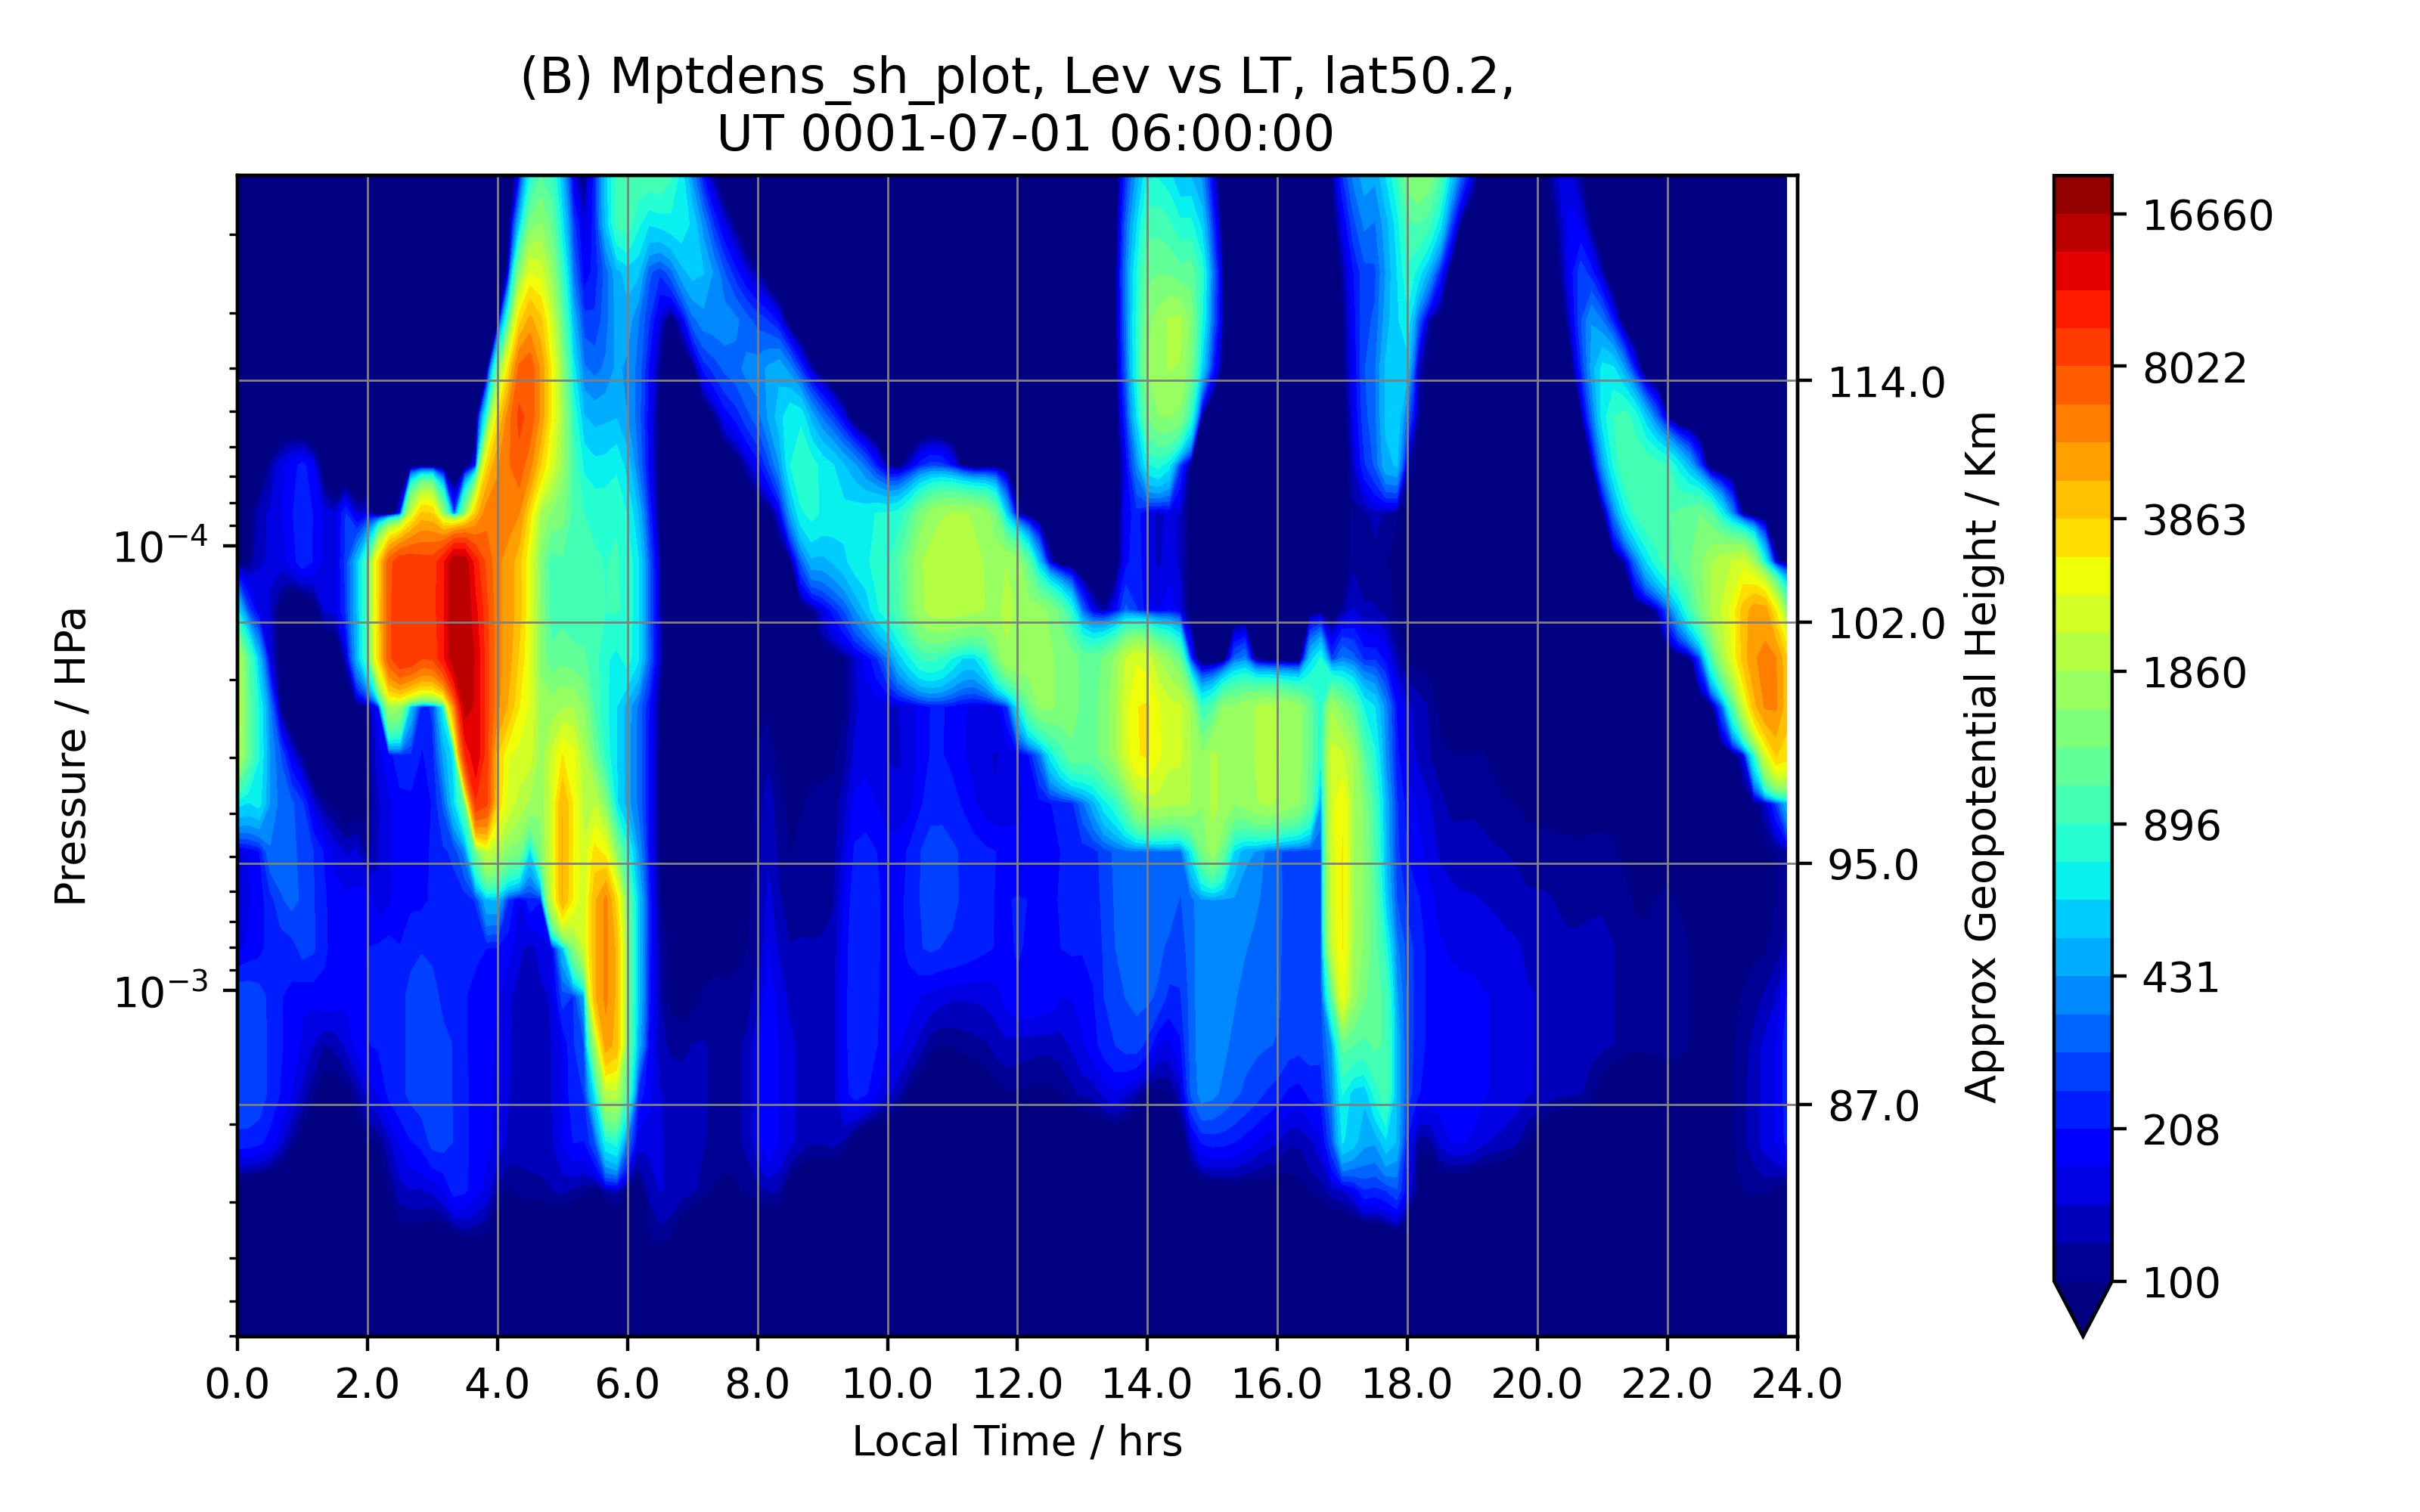 (B) Mptdens_sh_plot, Lev vs LT, lat50.2,
UT 0001-07-01 06:00:00
Pressure / HPa
10⁻⁴
10⁻³
0.0 2.0 4.0 6.0 8.0 10.0 12.0 14.0 16.0 18.0 20.0 22.0 24.0
Local Time / hrs
114.0
102.0
95.0
87.0
Approx Geopotential Height / Km
16660
8022
3863
1860
896
431
208
100